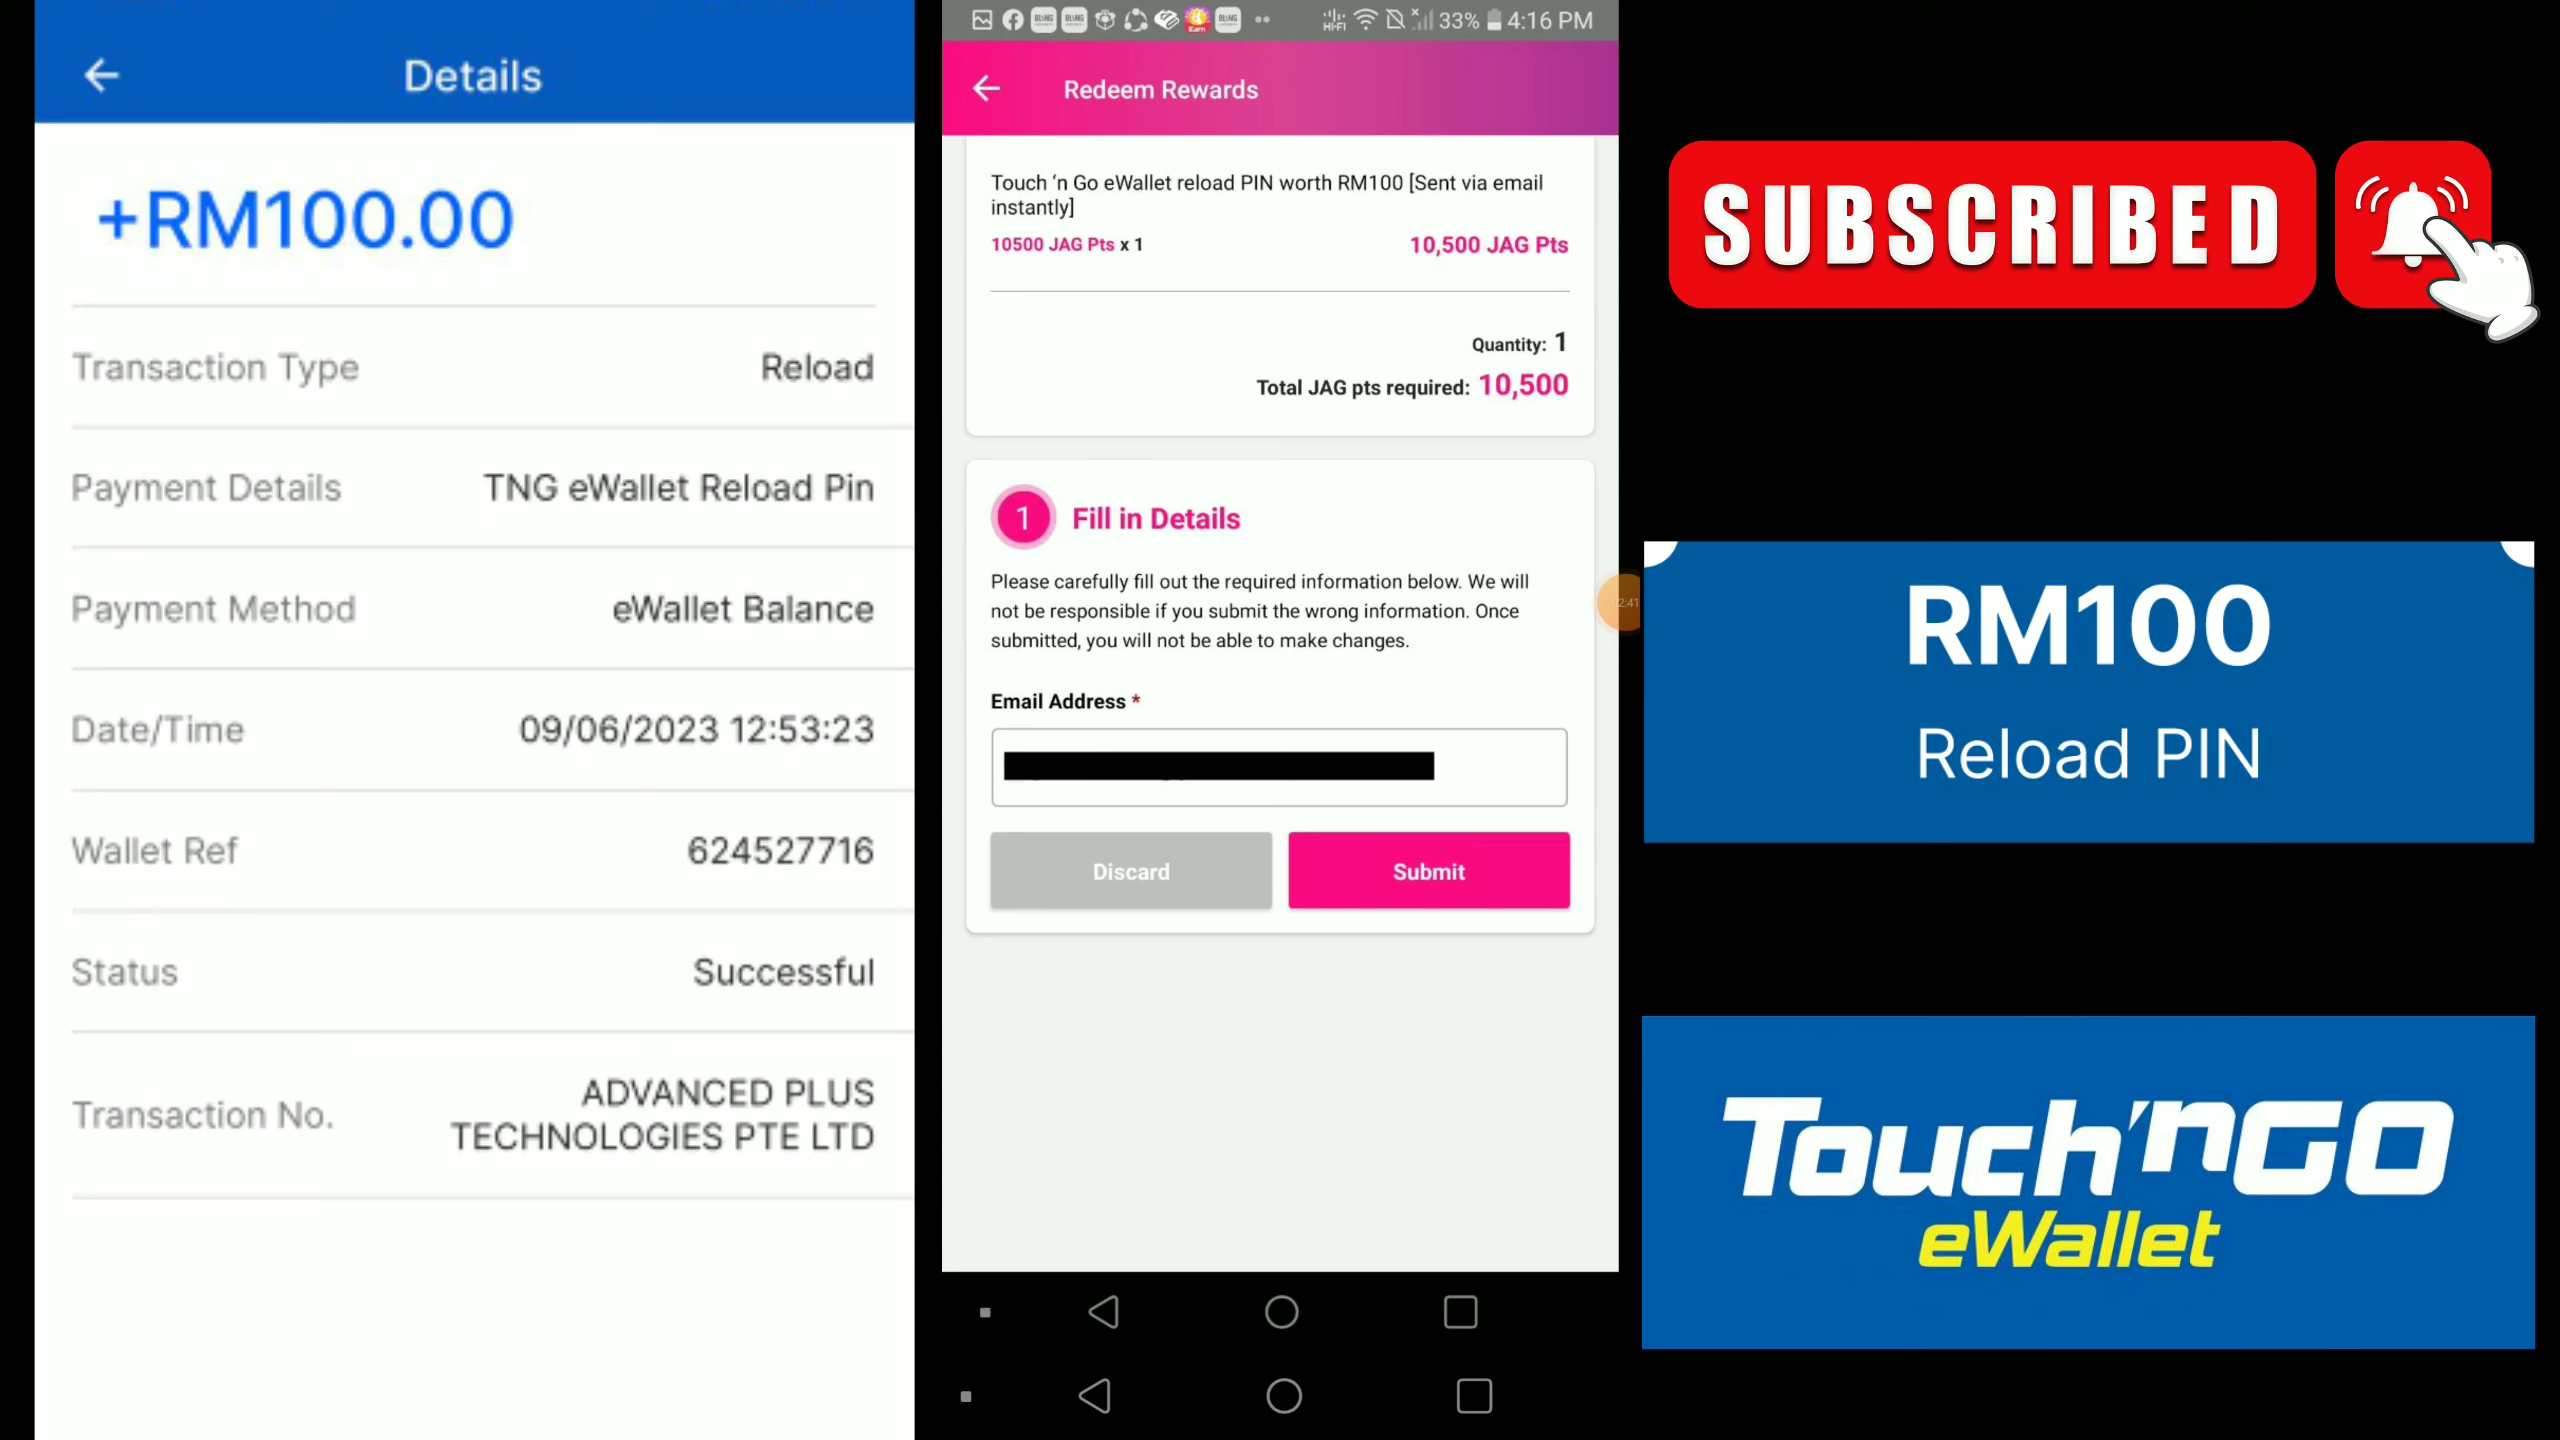 Details
+RM100.00
Transaction Type Reload
Payment Details TNG eWallet Reload Pin
Payment Method eWallet Balance
Date/Time 09/06/2023 12:53:23
Wallet Ref 624527716
Status Successful
Transaction No. ADVANCED PLUS
TECHNOLOGIES PTE LTD
33% 4:16 PM
Redeem Rewards
Touch 'n Go eWallet reload PIN worth RM100 [Sent via email
instantly]
10500 JAG Pts x 1 10,500 JAG Pts
Quantity: 1
Total JAG pts required: 10,500
1 Fill in Details
Please carefully fill out the required information below. We will
not be responsible if you submit the wrong information. Once
submitted, you will not be able to make changes.
Email Address *
Discard Submit
02:41
SUBSCRIBED
RM100
Reload PIN
Touch 'n GO
eWallet